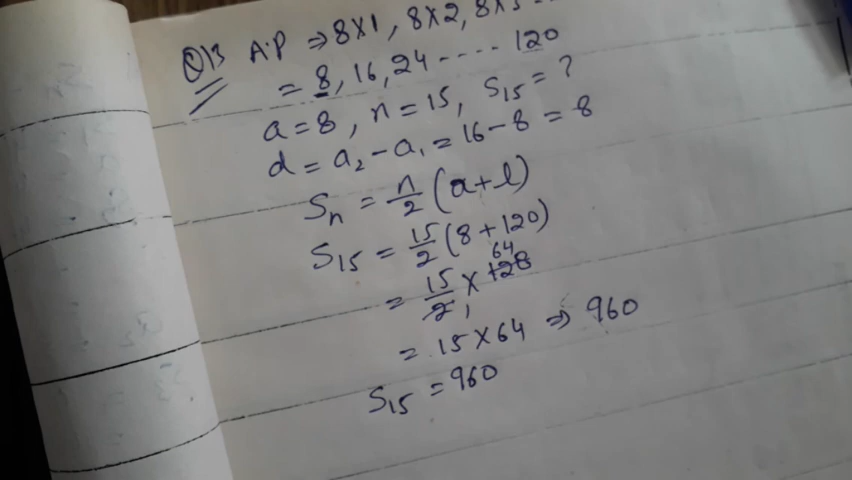 Q13 A.P ⇒ 8×1, 8×2, 8×3 --
= 8, 16, 24 ----- 120
a = 8, n = 15, S₁₅ = ?
d = a₂ - a₁ = 16 - 8 = 8
Sₙ = n/2 (a + l)
S₁₅ = 15/2 (8 + 120)
= 15/2 × 128 64 1
= 15 × 64 ⇒ 960
S₁₅ = 960